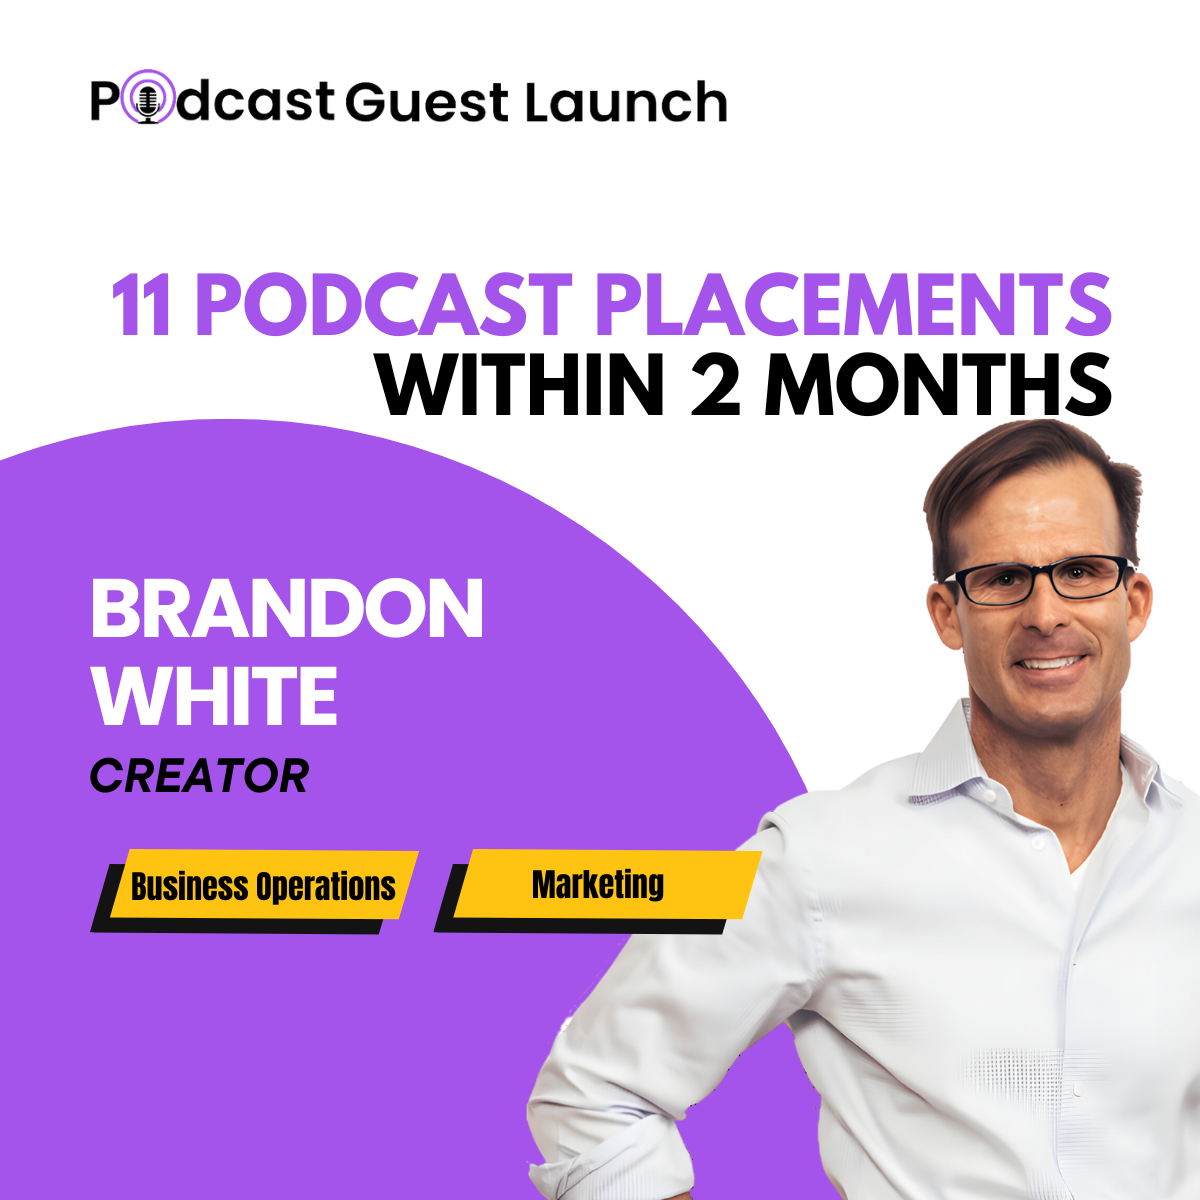 Podcast Guest Launch
11 PODCAST PLACEMENTS
WITHIN 2 MONTHS
BRANDON
WHITE
CREATOR
Business Operations
Marketing